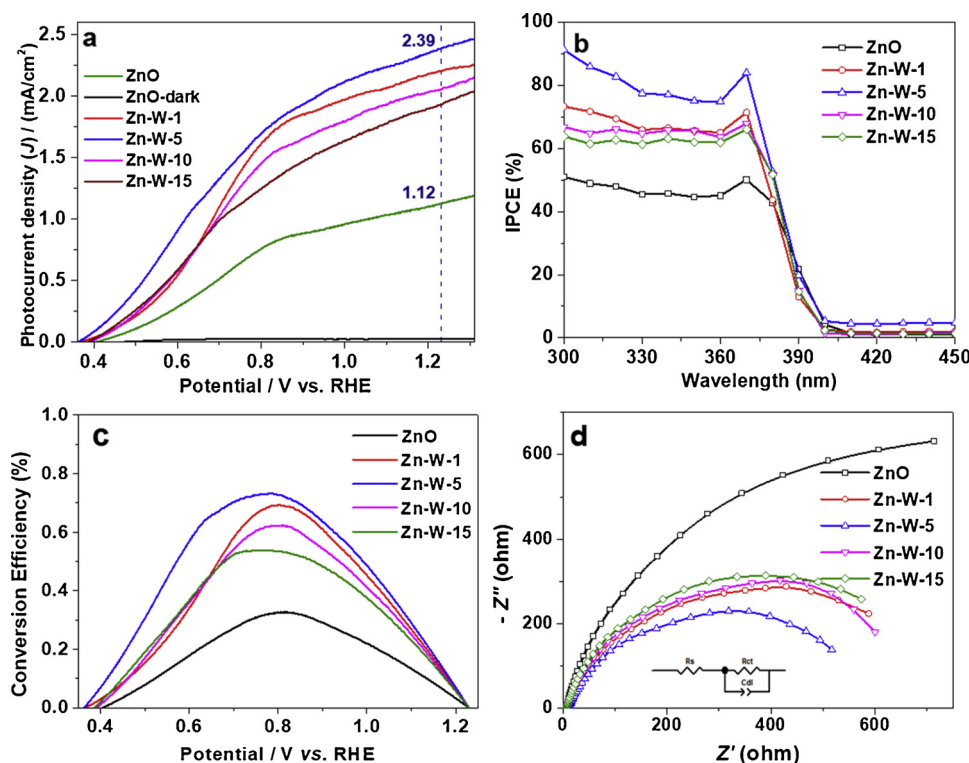 a
Photocurrent density (J) / (mA/cm²)
2.5
2.0
1.5
1.0
0.5
0.0
0.4 0.6 0.8 1.0 1.2
Potential / V vs. RHE
ZnO
ZnO-dark
Zn-W-1
Zn-W-5
Zn-W-10
Zn-W-15
2.39
1.12
b
IPCE (%)
100
80
60
40
20
0
300 330 360 390 420 450
Wavelength (nm)
ZnO
Zn-W-1
Zn-W-5
Zn-W-10
Zn-W-15
c
Conversion Efficiency (%)
1.0
0.8
0.6
0.4
0.2
0.0
0.4 0.6 0.8 1.0 1.2
Potential / V vs. RHE
ZnO
Zn-W-1
Zn-W-5
Zn-W-10
Zn-W-15
d
- Z'' (ohm)
600
400
200
0
0 200 400 600
Z' (ohm)
ZnO
Zn-W-1
Zn-W-5
Zn-W-10
Zn-W-15
Rs
Rct
Cdl